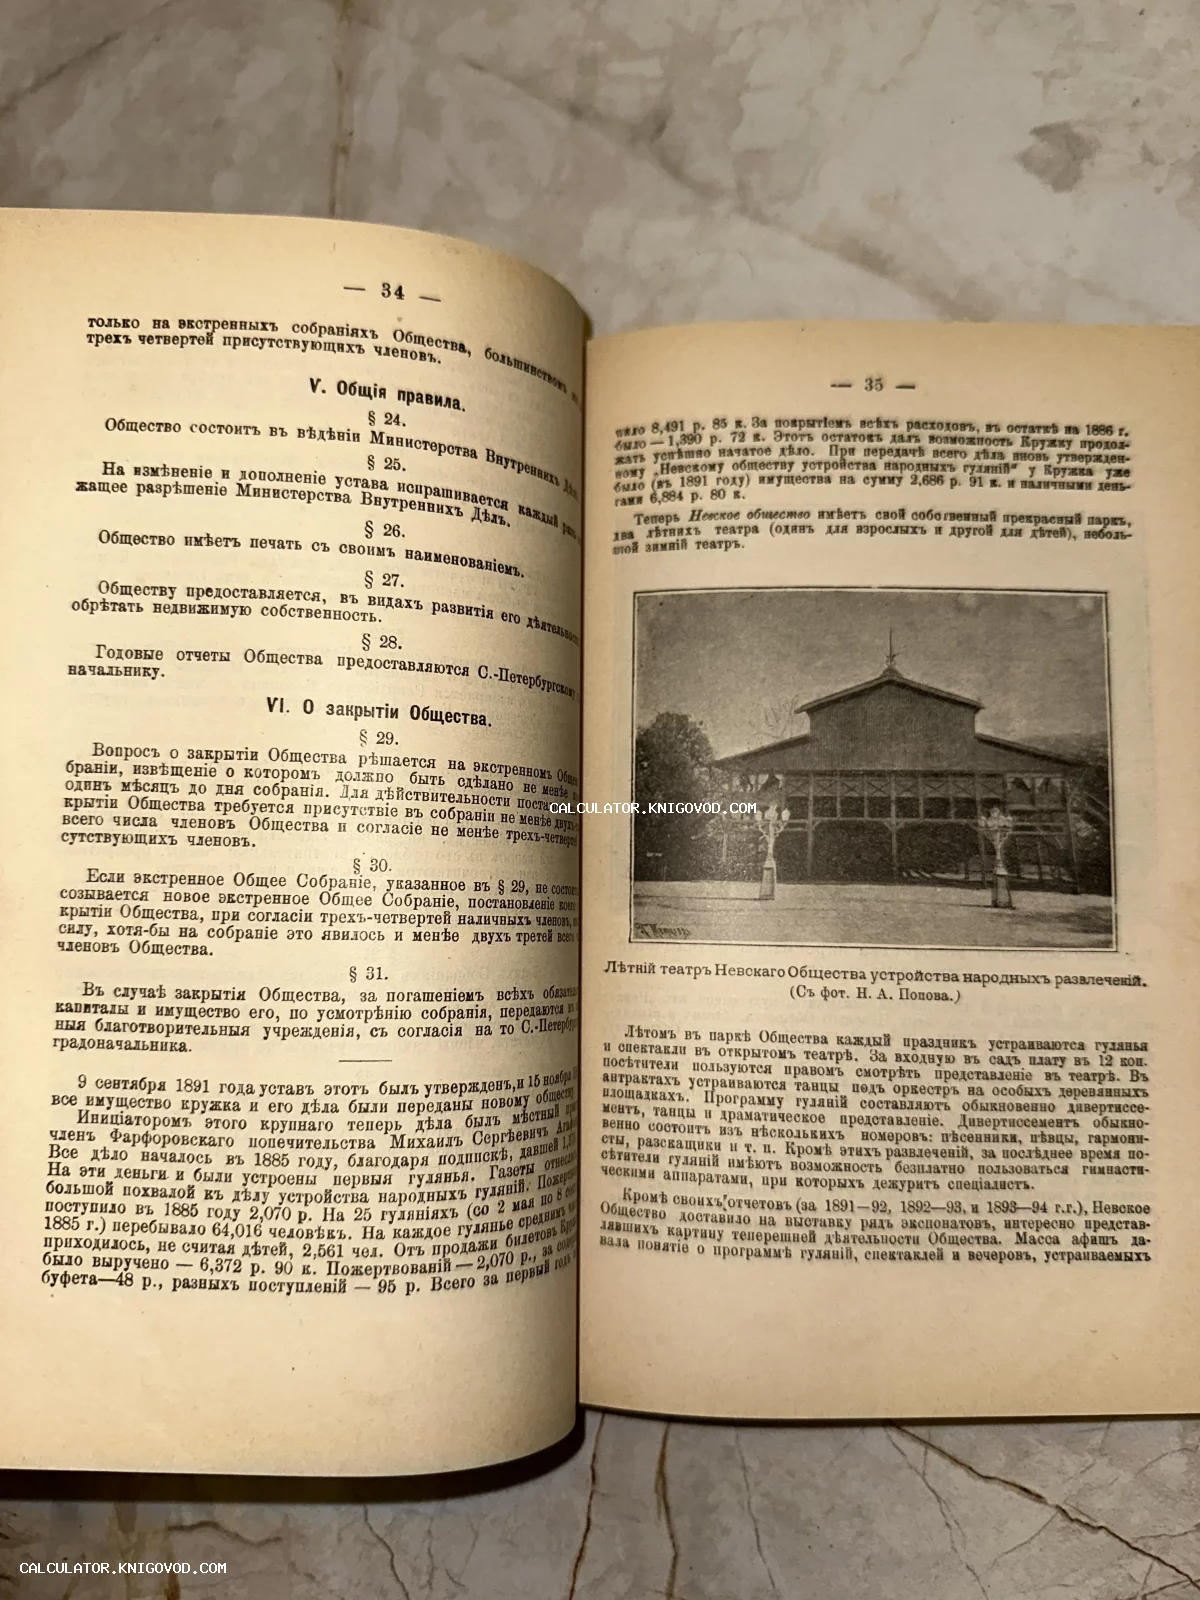 — 34 —
только на экстренныхъ собраніяхъ Общества, большинствомъ
трехъ четвертей присутствующихъ членовъ.
V. Общія правила.
§ 24.
Общество состоитъ въ вѣдѣніи Министерства Внутреннихъ
§ 25.
На измѣненіе и дополненіе устава испрашивается каждый
жащее разрѣшеніе Министерства Внутреннихъ Дѣлъ.
§ 26.
Общество имѣетъ печать съ своимъ наименованіемъ.
§ 27.
Обществу предоставляется, въ видахъ развитія его
обрѣтать недвижимую собственность.
§ 28.
Годовые отчеты Общества предоставляются С.-Петербургскому
начальнику.
VI. О закрытіи Общества.
§ 29.
Вопросъ о закрытіи Общества рѣшается на экстренномъ
браніи, извѣщеніе о которомъ должно быть сдѣлано не менѣе
одинъ мѣсяцъ до дня собранія. Для дѣйствительности
крытіи Общества требуется присутствіе въ собраніи не менѣе
всего числа членовъ Общества и согласіе не менѣе
сутствующихъ членовъ.
§ 30.
Если экстренное Общее Собраніе, указанное въ § 29, не
созывается новое экстренное Общее Собраніе, постановленіе
крытіи Общества, при согласіи трехъ-четвертей наличныхъ членовъ,
силу, хотя-бы на собраніе это явилось и менѣе двухъ третей
членовъ Общества.
§ 31.
Въ случаѣ закрытія Общества, за погашеніемъ всѣхъ
капиталы и имущество его, по усмотрѣнію собранія, передаются
ныя благотворительныя учрежденія, съ согласія на то
градоначальника.
9 сентября 1891 года уставъ этотъ былъ утвержденъ, и 15 ноября
все имущество кружка и его дѣла были переданы новому обществу.
Иниціаторомъ этого крупнаго теперь дѣла былъ мѣстный
членъ Фарфоровскаго попечительства Михаилъ Сергѣевичъ
Все дѣло началось въ 1885 году, благодаря подпискѣ, давшей
На эти деньги и были устроены первыя гулянья. Газеты
большой похвалой къ дѣлу устройства народныхъ гуляній.
поступило въ 1885 году 2,070 р. На 25 гуляніяхъ (со 2 мая по 8
1885 г.) перебывало 64,016 человѣкъ. На каждое гулянье среднимъ
приходилось, не считая дѣтей, 2,561 чел. Отъ продажи билетовъ
было выручено — 6,372 р. 90 к. Пожертвованій — 2,070 р., за
буфета—48 р., разныхъ поступленій — 95 р. Всего за первый годъ
— 35 —
8,491 р. 85 к. За покрытіемъ всѣхъ расходовъ, въ остаткѣ на 1886 г.
было — 1,390 р. 72 к. Этотъ остатокъ далъ возможность Кружку продол-
жать успѣшно начатое дѣло. При передачѣ всего дѣла вновь утвержден-
ному „Невскому обществу устройства народныхъ гуляній" у Кружка уже
было (въ 1891 году) имущества на сумму 2,686 р. 91 к. и наличными день-
гами 6,884 р. 80 к.
Теперь Невское общество имѣетъ свой собственный прекрасный паркъ,
два лѣтнихъ театра (одинъ для взрослыхъ и другой для дѣтей), неболь-
шой зимній театръ.
Лѣтній театръ Невскаго Общества устройства народныхъ развлеченій.
(Съ фот. Н. А. Попова.)
Лѣтомъ въ паркѣ Общества каждый праздникъ устраиваются гулянья
и спектакли въ открытомъ театрѣ. За входную въ садъ плату въ 12 коп.
посѣтители пользуются правомъ смотрѣть представленіе въ театрѣ. Въ
антрактахъ устраиваются танцы подъ оркестръ на особыхъ деревянныхъ
площадкахъ. Программу гуляній составляютъ обыкновенно дивертиссе-
ментъ, танцы и драматическое представленіе. Дивертиссементъ обыкно-
венно состоитъ изъ нѣсколькихъ номеровъ: пѣсенники, пѣвцы, гармони-
сты, разсказщики и т. п. Кромѣ этихъ развлеченій, за послѣднее время по-
сѣтители гуляній имѣютъ возможность безплатно пользоваться гимнасти-
ческими аппаратами, при которыхъ дежуритъ спеціалистъ.
Кромѣ своихъ отчетовъ (за 1891—92, 1892—93, и 1893—94 г.г.), Невское
Общество доставило на выставку рядъ экспонатовъ, интересно представ-
лявшихъ картину теперешней дѣятельности Общества. Масса афишъ да-
вала понятіе о программѣ гуляній, спектаклей и вечеровъ, устраиваемыхъ
CALCULATOR.KNIGOVOD.COM
CALCULATOR.KNIGOVOD.COM